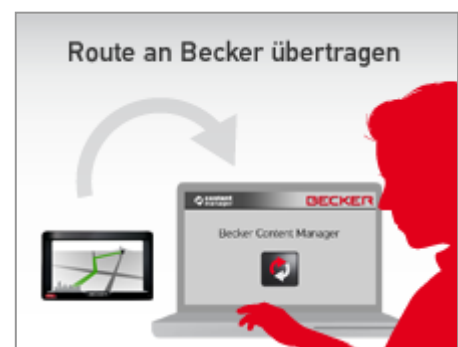 Route an Becker übertragen
content
manager
BECKER
Becker Content Manager